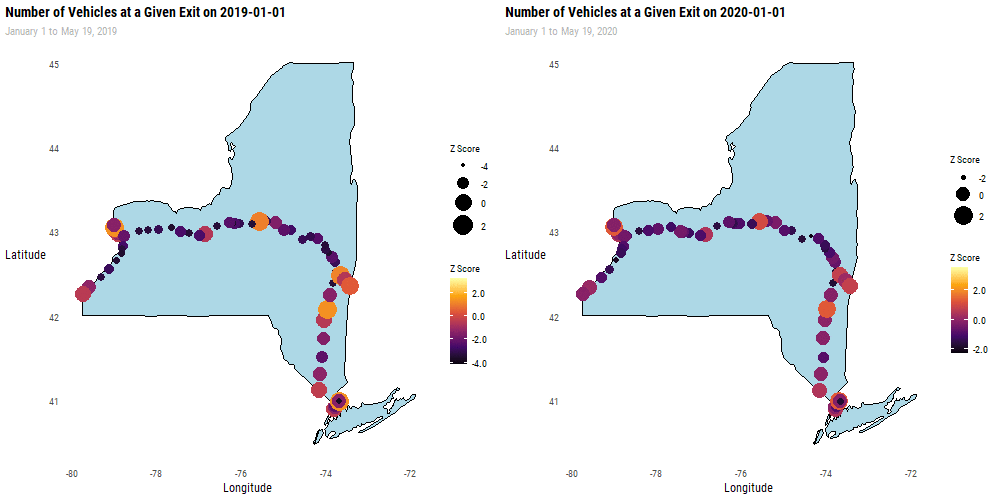 Number of Vehicles at a Given Exit on 2019-01-01
January 1 to May 19, 2019
45
44
43
42
41
Latitude
-80
-78
-76
-74
-72
Longitude
Z Score
-4
-2
0
2
Z Score
2.0
0.0
-2.0
-4.0
Number of Vehicles at a Given Exit on 2020-01-01
January 1 to May 19, 2020
45
44
43
42
41
Latitude
-80
-78
-76
-74
-72
Longitude
Z Score
-2
0
2
Z Score
2.0
0.0
-2.0